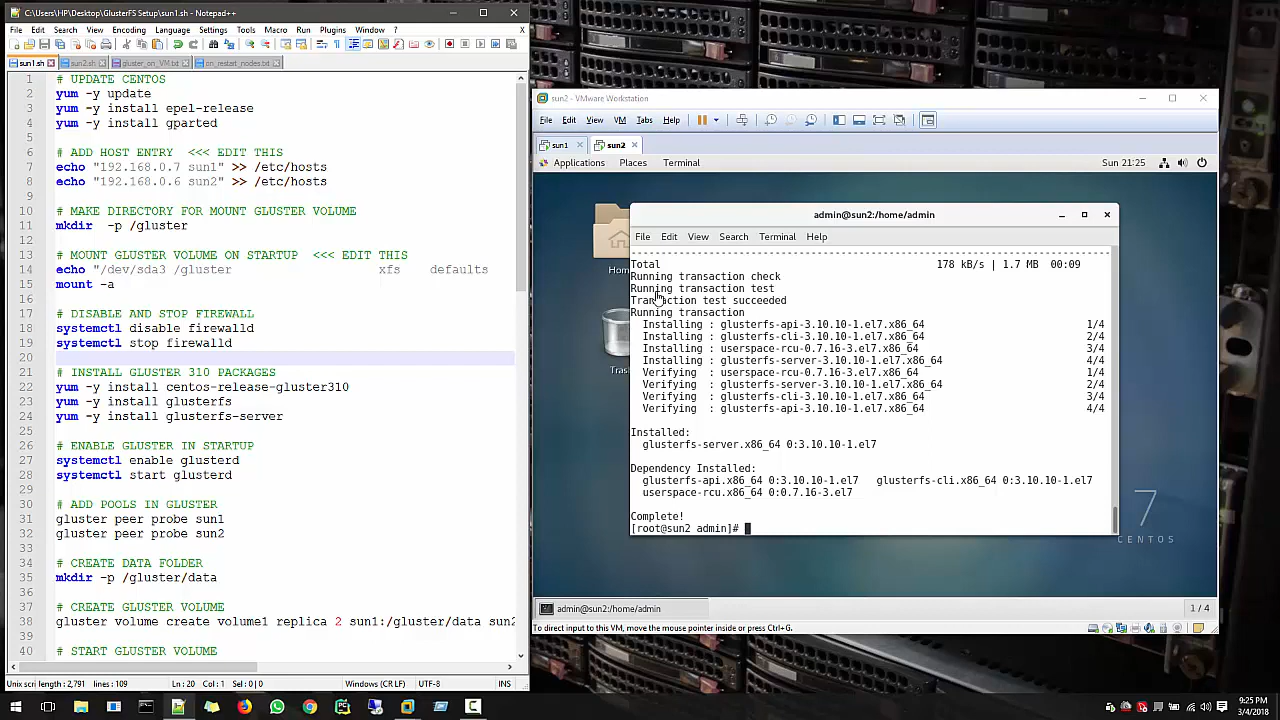 C:\Users\HP\Desktop\GlusterFS Setup\sun1.sh - Notepad++
File Edit Search View Encoding Language Settings Tools Macro Run Plugins Window ? X
sun1.sh sun2.sh gluster_on_VM.txt on_restart_nodes.txt
1 # UPDATE CENTOS
2 yum -y update
3 yum -y install epel-release
4 yum -y install gparted
5
6 # ADD HOST ENTRY <<< EDIT THIS
7 echo "192.168.0.7 sun1" >> /etc/hosts
8 echo "192.168.0.6 sun2" >> /etc/hosts
9
10 # MAKE DIRECTORY FOR MOUNT GLUSTER VOLUME
11 mkdir -p /gluster
12
13 # MOUNT GLUSTER VOLUME ON STARTUP <<< EDIT THIS
14 echo "/dev/sda3 /gluster xfs defaults
15 mount -a
16
17 # DISABLE AND STOP FIREWALL
18 systemctl disable firewalld
19 systemctl stop firewalld
20
21 # INSTALL GLUSTER 310 PACKAGES
22 yum -y install centos-release-gluster310
23 yum -y install glusterfs
24 yum -y install glusterfs-server
25
26 # ENABLE GLUSTER IN STARTUP
27 systemctl enable glusterd
28 systemctl start glusterd
29
30 # ADD POOLS IN GLUSTER
31 gluster peer probe sun1
32 gluster peer probe sun2
33
34 # CREATE DATA FOLDER
35 mkdir -p /gluster/data
36
37 # CREATE GLUSTER VOLUME
38 gluster volume create volume1 replica 2 sun1:/gluster/data sun2
39
40 # START GLUSTER VOLUME
Unix scr length : 2,791 lines : 109 Ln : 20 Col : 1 Sel : 0 | 0 Windows (CR LF) UTF-8 INS
sun2 - VMware Workstation
File Edit View VM Tabs Help
sun1 sun2
Applications Places Terminal Sun 21:25
Home
Trash
admin@sun2:/home/admin
File Edit View Search Terminal Help
--------------------------------------------------------------------------------
Total 178 kB/s | 1.7 MB 00:09
Running transaction check
Running transaction test
Transaction test succeeded
Running transaction
Installing : glusterfs-api-3.10.10-1.el7.x86_64 1/4
Installing : glusterfs-cli-3.10.10-1.el7.x86_64 2/4
Installing : userspace-rcu-0.7.16-3.el7.x86_64 3/4
Installing : glusterfs-server-3.10.10-1.el7.x86_64 4/4
Verifying : userspace-rcu-0.7.16-3.el7.x86_64 1/4
Verifying : glusterfs-server-3.10.10-1.el7.x86_64 2/4
Verifying : glusterfs-cli-3.10.10-1.el7.x86_64 3/4
Verifying : glusterfs-api-3.10.10-1.el7.x86_64 4/4
Installed:
glusterfs-server.x86_64 0:3.10.10-1.el7
Dependency Installed:
glusterfs-api.x86_64 0:3.10.10-1.el7 glusterfs-cli.x86_64 0:3.10.10-1.el7
userspace-rcu.x86_64 0:0.7.16-3.el7
Complete!
[root@sun2 admin]#
7
CENTOS
admin@sun2:/home/admin 1 / 4
To direct input to this VM, move the mouse pointer inside or press Ctrl+G.
9:25 PM
3/4/2018